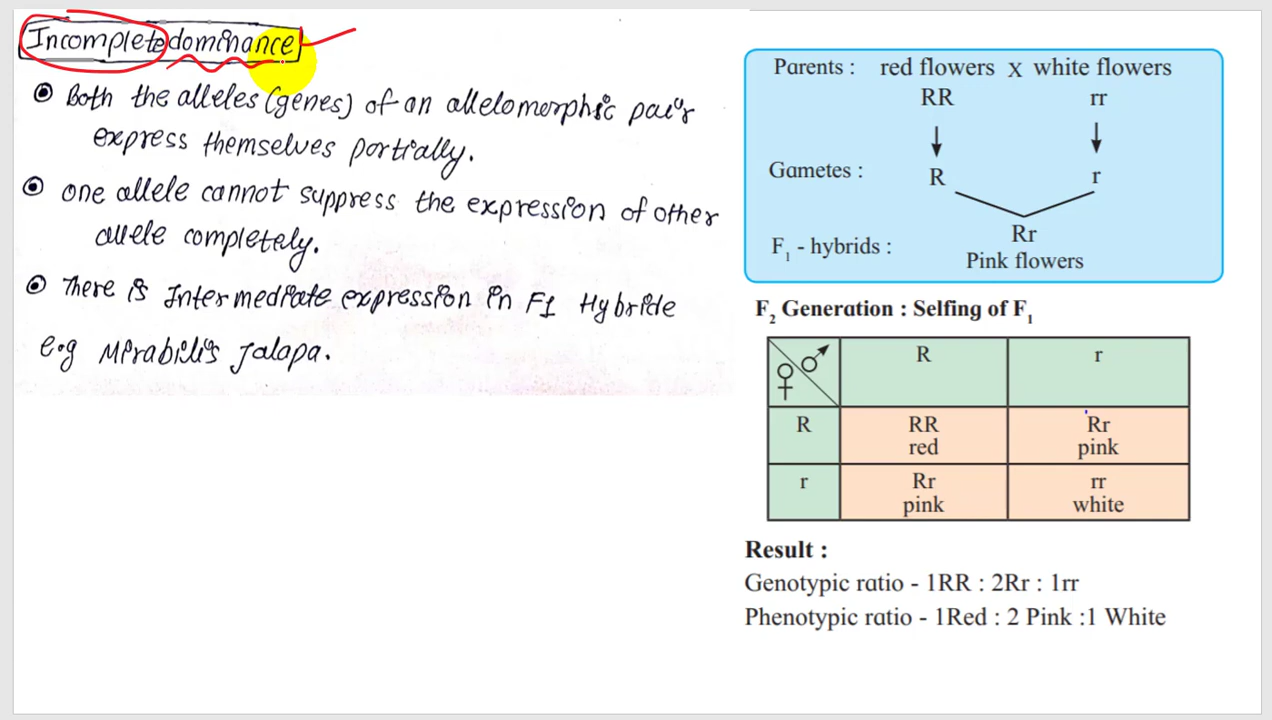 Incomplete dominance
Both the alleles (genes) of an allelomorphic pair
express themselves partially.
one allele cannot suppress the expression of other
allele completely.
There is Intermediate expression in F1 Hybride
e.g Mirabilis Jalapa.
Parents : red flowers X white flowers
RR rr
Gametes : R r
Rr
F₁ - hybrids :
Pink flowers
F₂ Generation : Selfing of F₁
♀ ♂ R r
R RR Rr
red pink
r Rr rr
pink white
Result :
Genotypic ratio - 1RR : 2Rr : 1rr
Phenotypic ratio - 1Red : 2 Pink :1 White